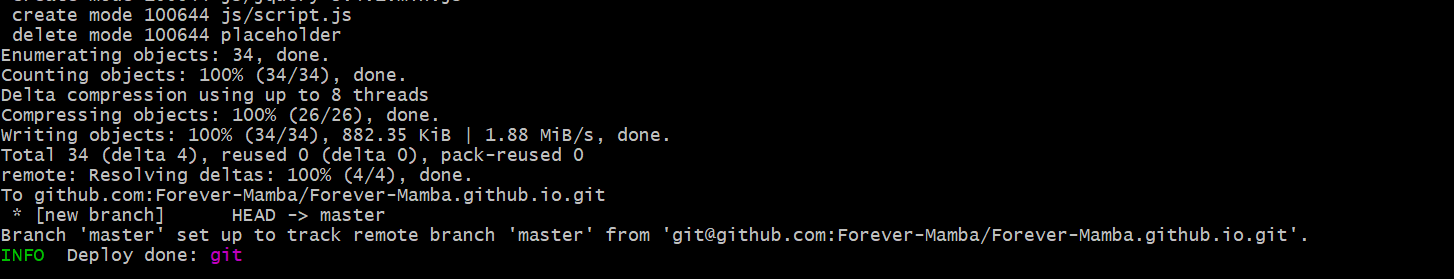 create mode 100644 js/script.js
delete mode 100644 placeholder
Enumerating objects: 34, done.
Counting objects: 100% (34/34), done.
Delta compression using up to 8 threads
Compressing objects: 100% (26/26), done.
Writing objects: 100% (34/34), 882.35 KiB | 1.88 MiB/s, done.
Total 34 (delta 4), reused 0 (delta 0), pack-reused 0
remote: Resolving deltas: 100% (4/4), done.
To github.com:Forever-Mamba/Forever-Mamba.github.io.git
* [new branch]      HEAD -> master
Branch 'master' set up to track remote branch 'master' from 'git@github.com:Forever-Mamba/Forever-Mamba.github.io.git'.
INFO  Deploy done: git